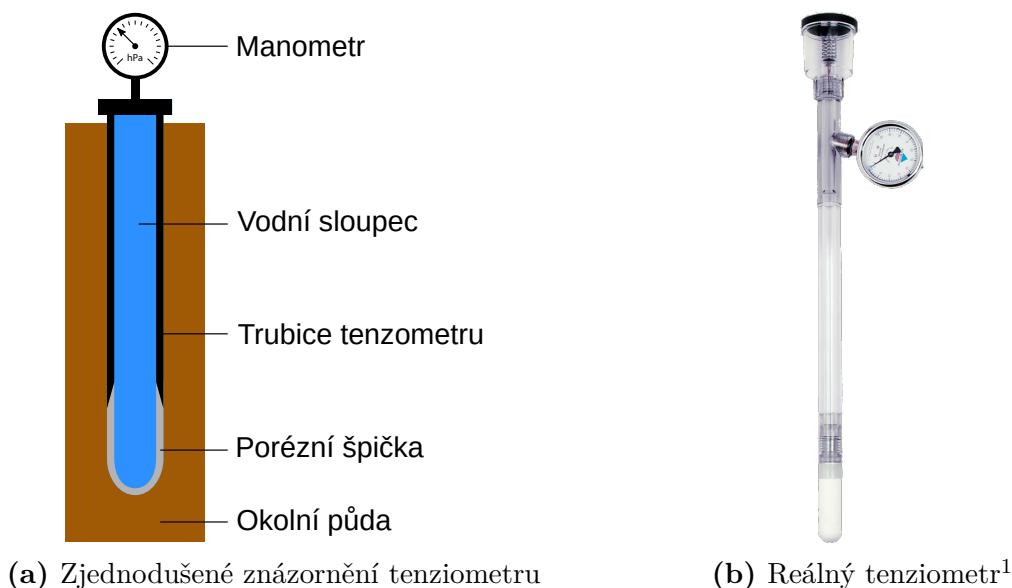 Manometr
hPa
Vodní sloupec
Trubice tenzometru
Porézní špička
Okolní půda
(a) Zjednodušené znázornění tenziometru
(b) Reálný tenziometr1